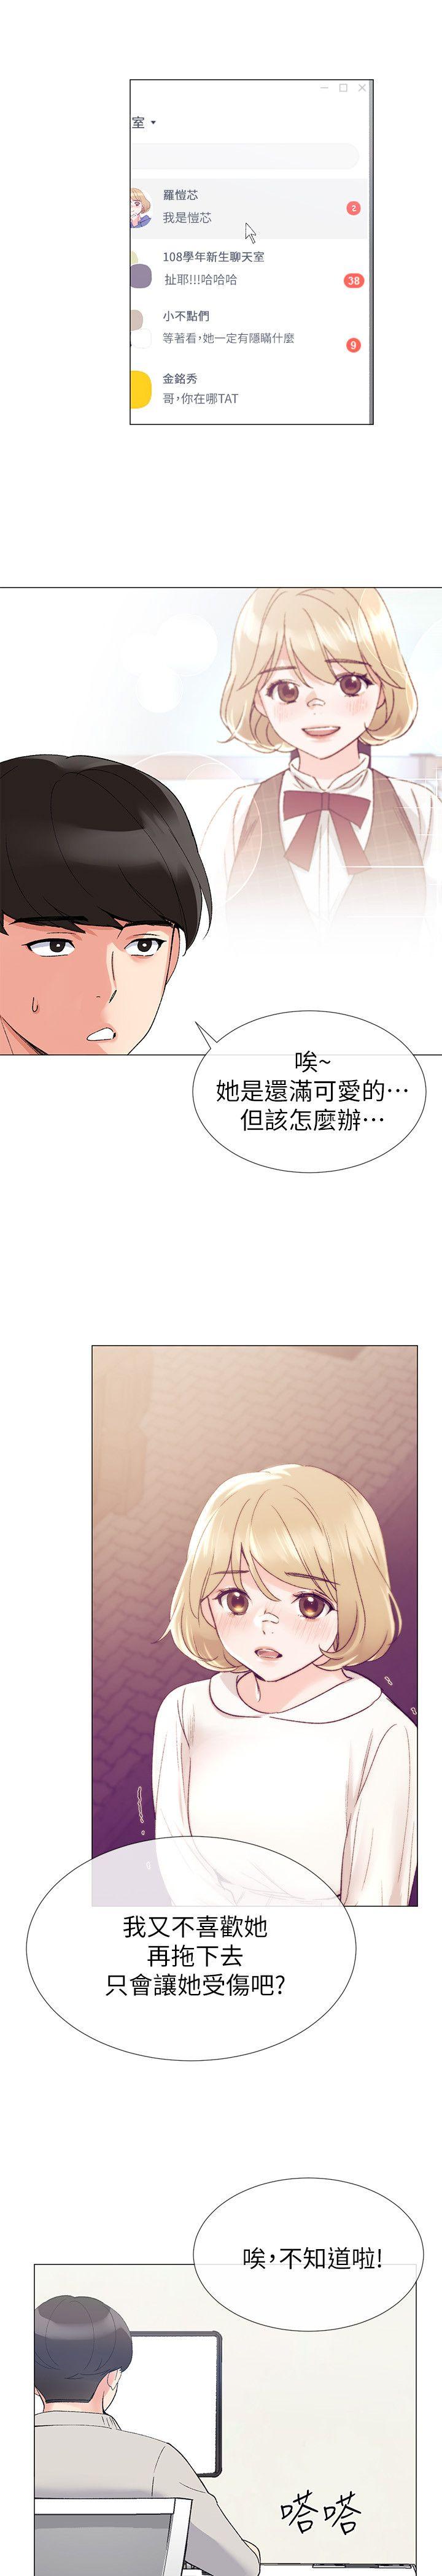 室
羅愷芯
我是愷芯
2
108學年新生聊天室
扯耶!!!哈哈哈
38
小不點們
等著看，她一定有隱瞞什麼
9
金銘秀
哥，你在哪TAT
唉~
她是還滿可愛的⋯
但該怎麼辦⋯
我又不喜歡她
再拖下去
只會讓她受傷吧?
唉，不知道啦!
嗒嗒